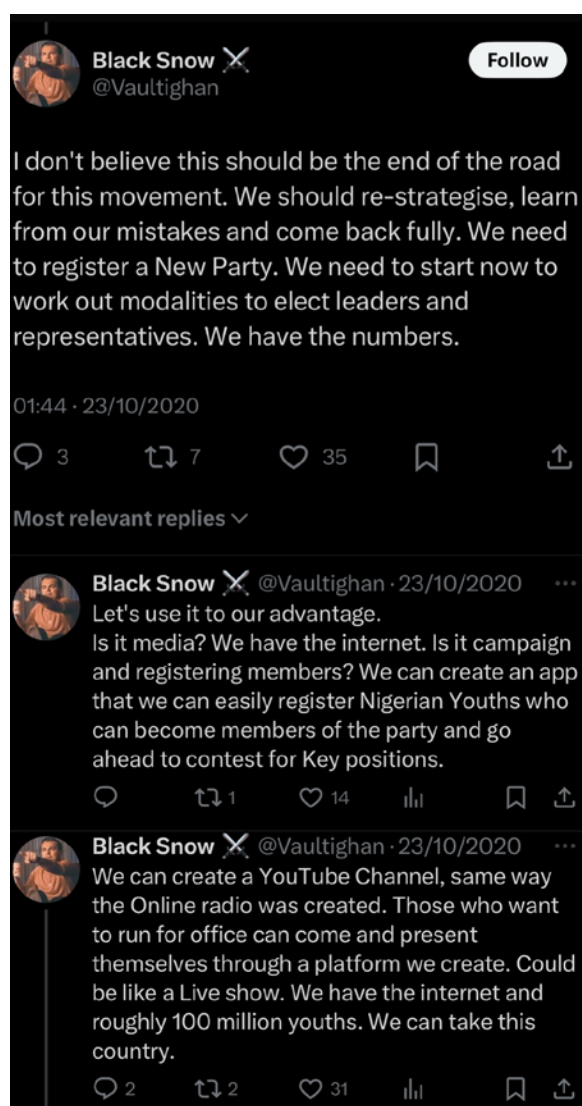 Black Snow ⚔️
Follow
@Vaultighan
I don't believe this should be the end of the road
for this movement. We should re-strategise, learn
from our mistakes and come back fully. We need
to register a New Party. We need to start now to
work out modalities to elect leaders and
representatives. We have the numbers.
01:44 · 23/10/2020
3 7 35
Most relevant replies
Black Snow ⚔️ @Vaultighan · 23/10/2020 ...
Let's use it to our advantage.
Is it media? We have the internet. Is it campaign
and registering members? We can create an app
that we can easily register Nigerian Youths who
can become members of the party and go
ahead to contest for Key positions.
1 14
Black Snow ⚔️ @Vaultighan · 23/10/2020 ...
We can create a YouTube Channel, same way
the Online radio was created. Those who want
to run for office can come and present
themselves through a platform we create. Could
be like a Live show. We have the internet and
roughly 100 million youths. We can take this
country.
2 2 31